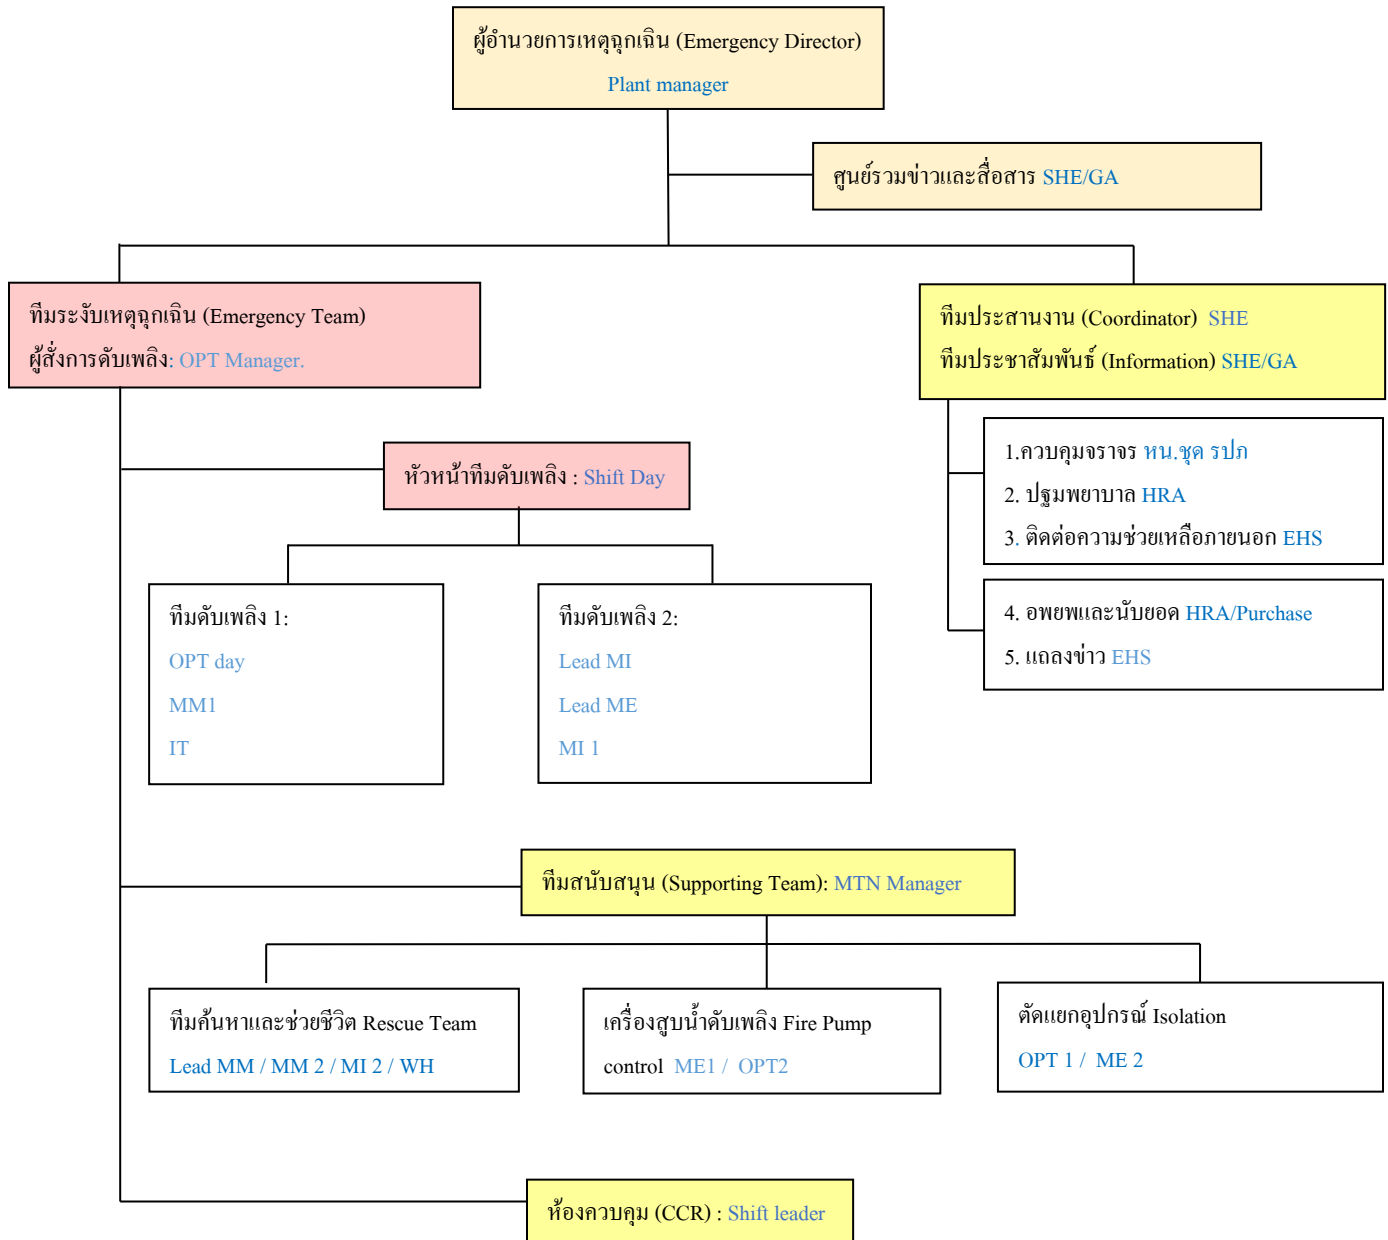 ผู้อำนวยการเหตุฉุกเฉิน (Emergency Director)
Plant manager
ศูนย์รวมข่าวและสื่อสาร SHE/GA
ทีมระงับเหตุฉุกเฉิน (Emergency Team)
ผู้สั่งการดับเพลิง: OPT Manager.
ทีมประสานงาน (Coordinator) SHE
ทีมประชาสัมพันธ์ (Information) SHE/GA
1.ควบคุมจราจร หน.ชุด รปภ
2. ปฐมพยาบาล HRA
3. ติดต่อความช่วยเหลือภายนอก EHS
4. อพยพและนับยอด HRA/Purchase
5. แถลงข่าว EHS
หัวหน้าทีมดับเพลิง : Shift Day
ทีมดับเพลิง 1:
OPT day
MM1
IT
ทีมดับเพลิง 2:
Lead MI
Lead ME
MI 1
ทีมสนับสนุน (Supporting Team): MTN Manager
ทีมค้นหาและช่วยชีวิต Rescue Team
Lead MM / MM 2 / MI 2 / WH
เครื่องสูบน้ำดับเพลิง Fire Pump
control ME1 / OPT2
ตัดแยกอุปกรณ์ Isolation
OPT 1 / ME 2
ห้องควบคุม (CCR) : Shift leader